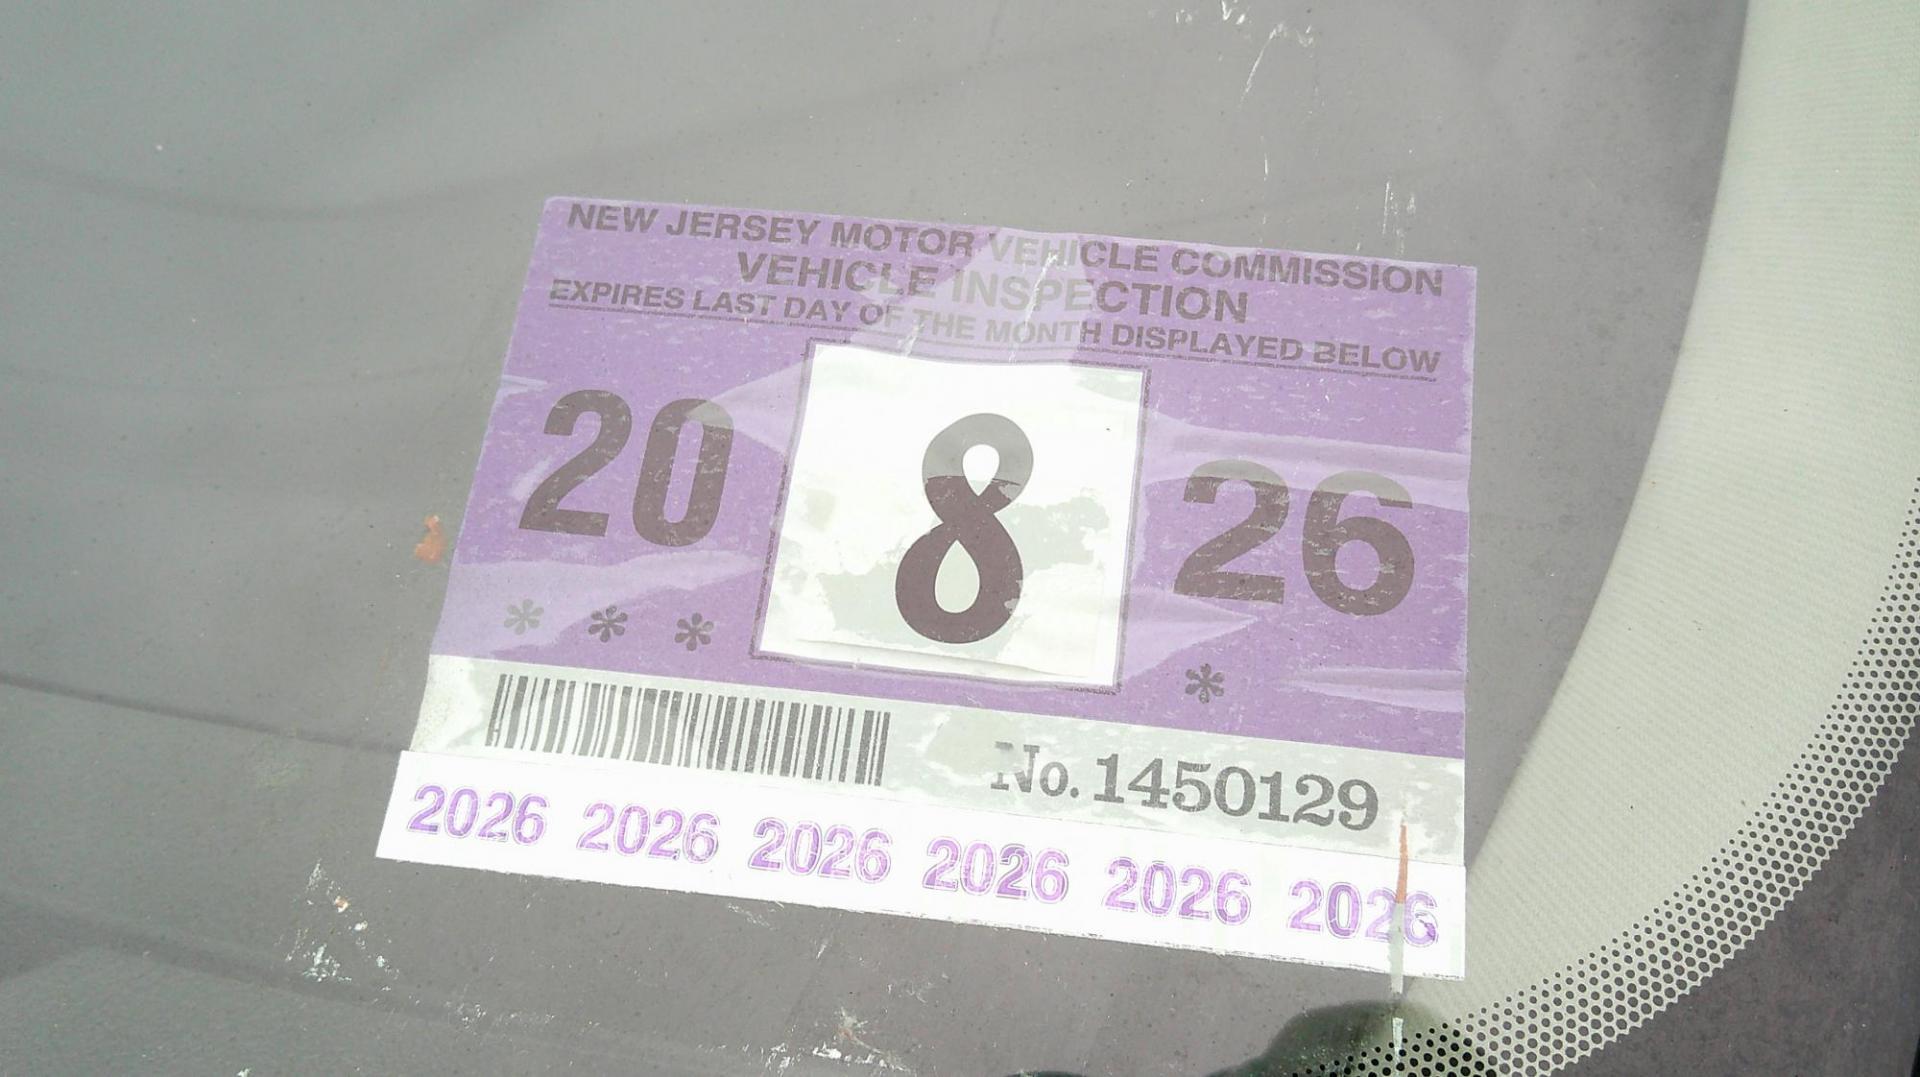 NEW JERSEY MOTOR VEHICLE COMMISSION
VEHICLE INSPECTION
EXPIRES LAST DAY OF THE MONTH DISPLAYED BELOW
20 8 26
* * * *
No. 1450129
2026 2026 2026 2026 2026 2026